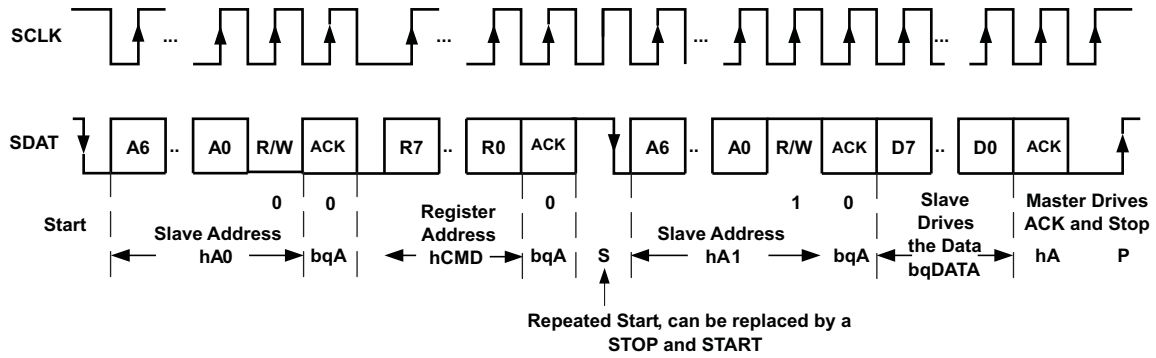 SCLK ... ... ... ...
SDAT A6 .. A0 R/W ACK R7 .. R0 ACK A6 .. A0 R/W ACK D7 .. D0 ACK
0 0 0 1 0
Start
Slave Address
hA0
bqA
Register
Address
hCMD
bqA
S
Slave Address
hA1
bqA
Slave
Drives
the Data
bqDATA
Master Drives
ACK and Stop
hA
P
Repeated Start, can be replaced by a
STOP and START